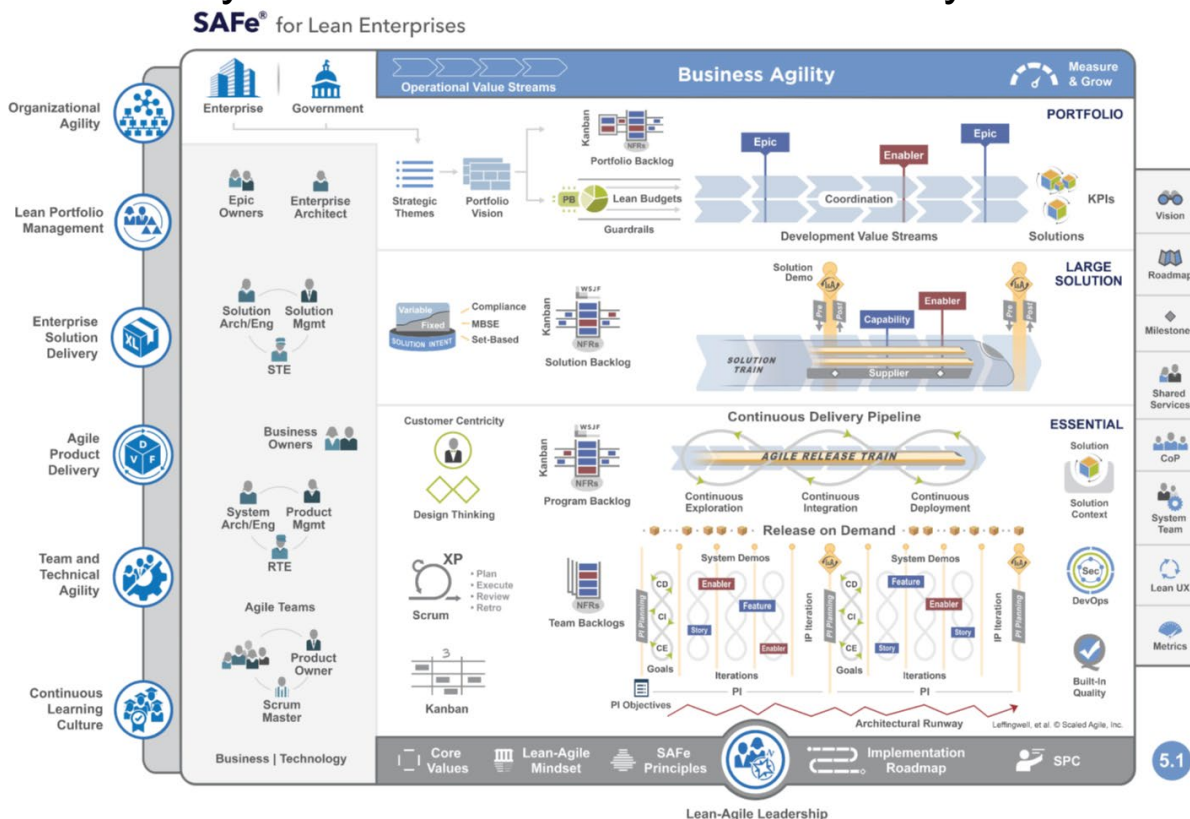 SAFe® for Lean Enterprises
Organizational
Agility
Lean Portfolio
Management
Enterprise
Solution
Delivery
XL
Agile
Product
Delivery
D
V F
Team and
Technical
Agility
Continuous
Learning
Culture
Enterprise
Government
Operational Value Streams
Business Agility
Measure
& Grow
PORTFOLIO
Epic
Owners
Enterprise
Architect
Strategic
Themes
Portfolio
Vision
Kanban
NFRs
Portfolio Backlog
PB
Lean Budgets
Guardrails
Epic
Enabler
Epic
Coordination
Development Value Streams
KPIs
Solutions
LARGE
SOLUTION
Solution
Arch/Eng
Solution
Mgmt
STE
Variable
Fixed
SOLUTION INTENT
Compliance
MBSE
Set-Based
Kanban
WSJF
NFRs
Solution Backlog
Solution
Demo
I&A
Pre
Post
Capability
Enabler
I&A
Pre
Post
SOLUTION
TRAIN
Supplier
ESSENTIAL
Business
Owners
System
Arch/Eng
Product
Mgmt
RTE
Customer Centricity
Design Thinking
Kanban
WSJF
NFRs
Program Backlog
Continuous Delivery Pipeline
AGILE RELEASE TRAIN
Continuous
Exploration
Continuous
Integration
Continuous
Deployment
Solution
Solution
Context
Release on Demand
Agile Teams
Product
Owner
Scrum
Master
XP
Scrum
• Plan
• Execute
• Review
• Retro
NFRs
Team Backlogs
3
Kanban
PI Planning
CD
CI
CE
Goals
System Demos
Enabler
Feature
Story
Enabler
Iterations
IP Iteration
I&A
PI Planning
CD
CI
CE
Goals
System Demos
Feature
Enabler
Story
Story
Iterations
IP Iteration
I&A
PI Planning
PI
PI
PI Objectives
Architectural Runway
Sec
DevOps
Built-In
Quality
Leffingwell, et al. © Scaled Agile, Inc.
Business | Technology
Core
Values
Lean-Agile
Mindset
SAFe
Principles
Implementation
Roadmap
SPC
Lean-Agile Leadership
Vision
Roadmap
Milestone
Shared
Services
CoP
System
Team
Lean UX
Metrics
5.1